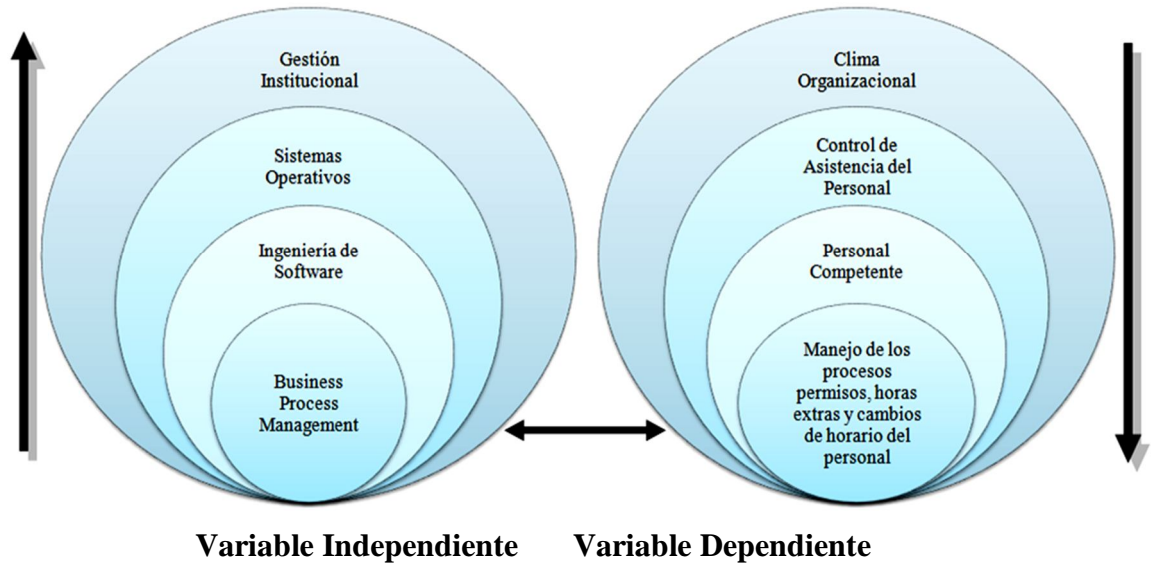 Gestión
Institucional
Sistemas
Operativos
Ingeniería de
Software
Business
Process
Management
Clima
Organizacional
Control de
Asistencia del
Personal
Personal
Competente
Manejo de los
procesos
permisos, horas
extras y cambios
de horario del
personal
Variable Independiente
Variable Dependiente